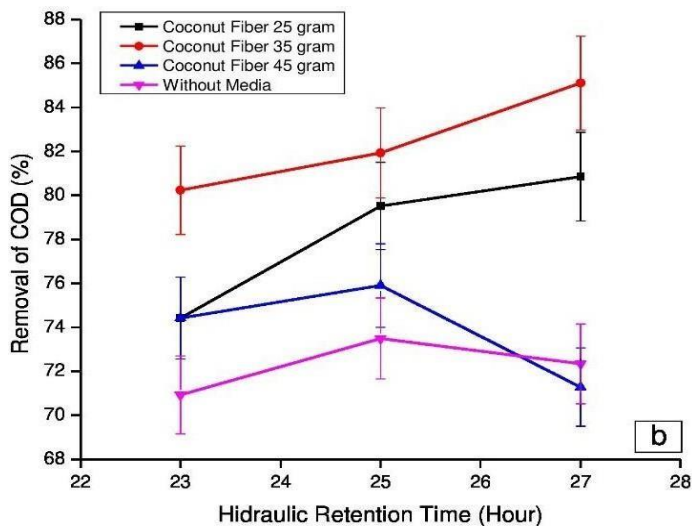 88
86
84
82
80
78
76
74
72
70
68
Removal of COD (%)
Coconut Fiber 25 gram
Coconut Fiber 35 gram
Coconut Fiber 45 gram
Without Media
b
22
23
24
25
26
27
28
Hidraulic Retention Time (Hour)